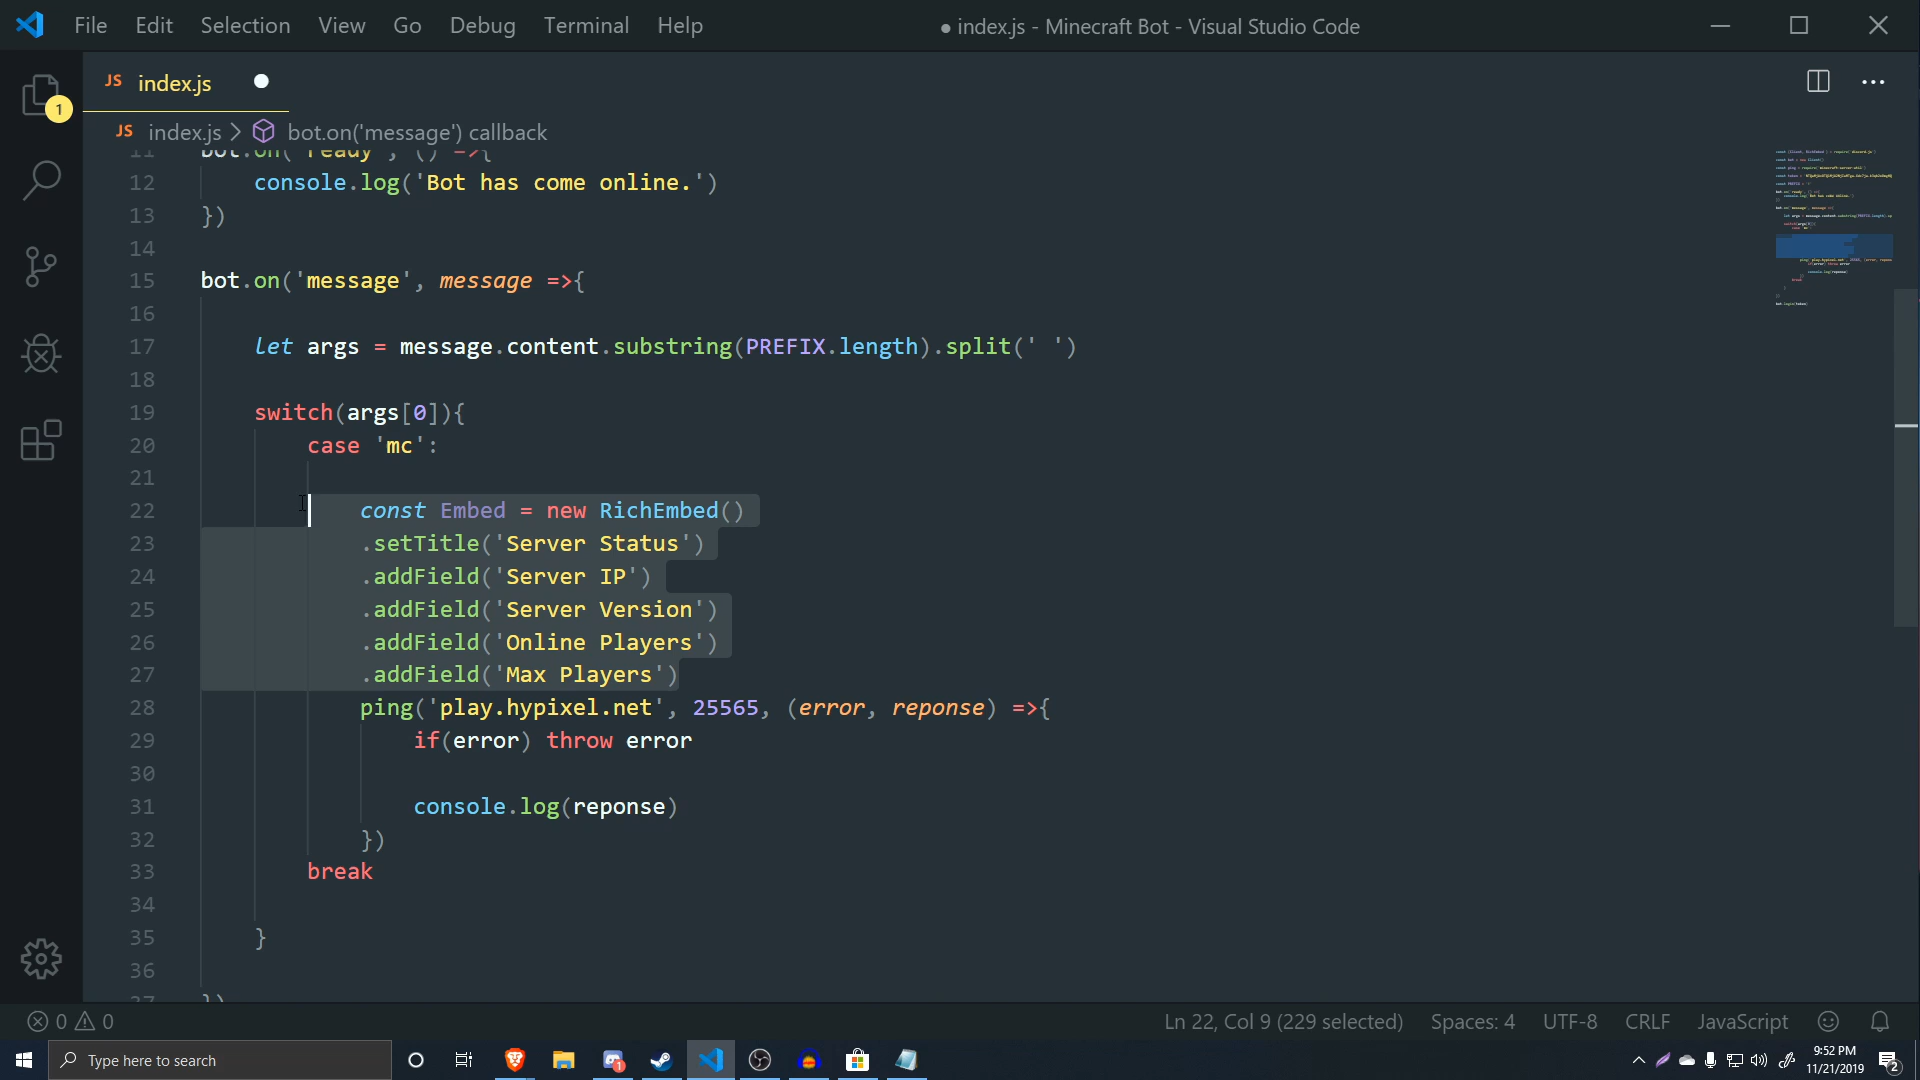 File Edit Selection View Go Debug Terminal Help
● index.js - Minecraft Bot - Visual Studio Code
JS index.js
1
JS index.js > bot.on('message') callback
11 bot.on('ready', () =>{
12 console.log('Bot has come online.')
13 })
14
15 bot.on('message', message =>{
16
17 let args = message.content.substring(PREFIX.length).split(' ')
18
19 switch(args[0]){
20 case 'mc':
21
22 const Embed = new RichEmbed()
23 .setTitle('Server Status')
24 .addField('Server IP')
25 .addField('Server Version')
26 .addField('Online Players')
27 .addField('Max Players')
28 ping('play.hypixel.net', 25565, (error, reponse) =>{
29 if(error) throw error
30
31 console.log(reponse)
32 })
33 break
34
35 }
36
37 })
0 0
Ln 22, Col 9 (229 selected) Spaces: 4 UTF-8 CRLF JavaScript
Type here to search
1
9:52 PM
11/21/2019
2